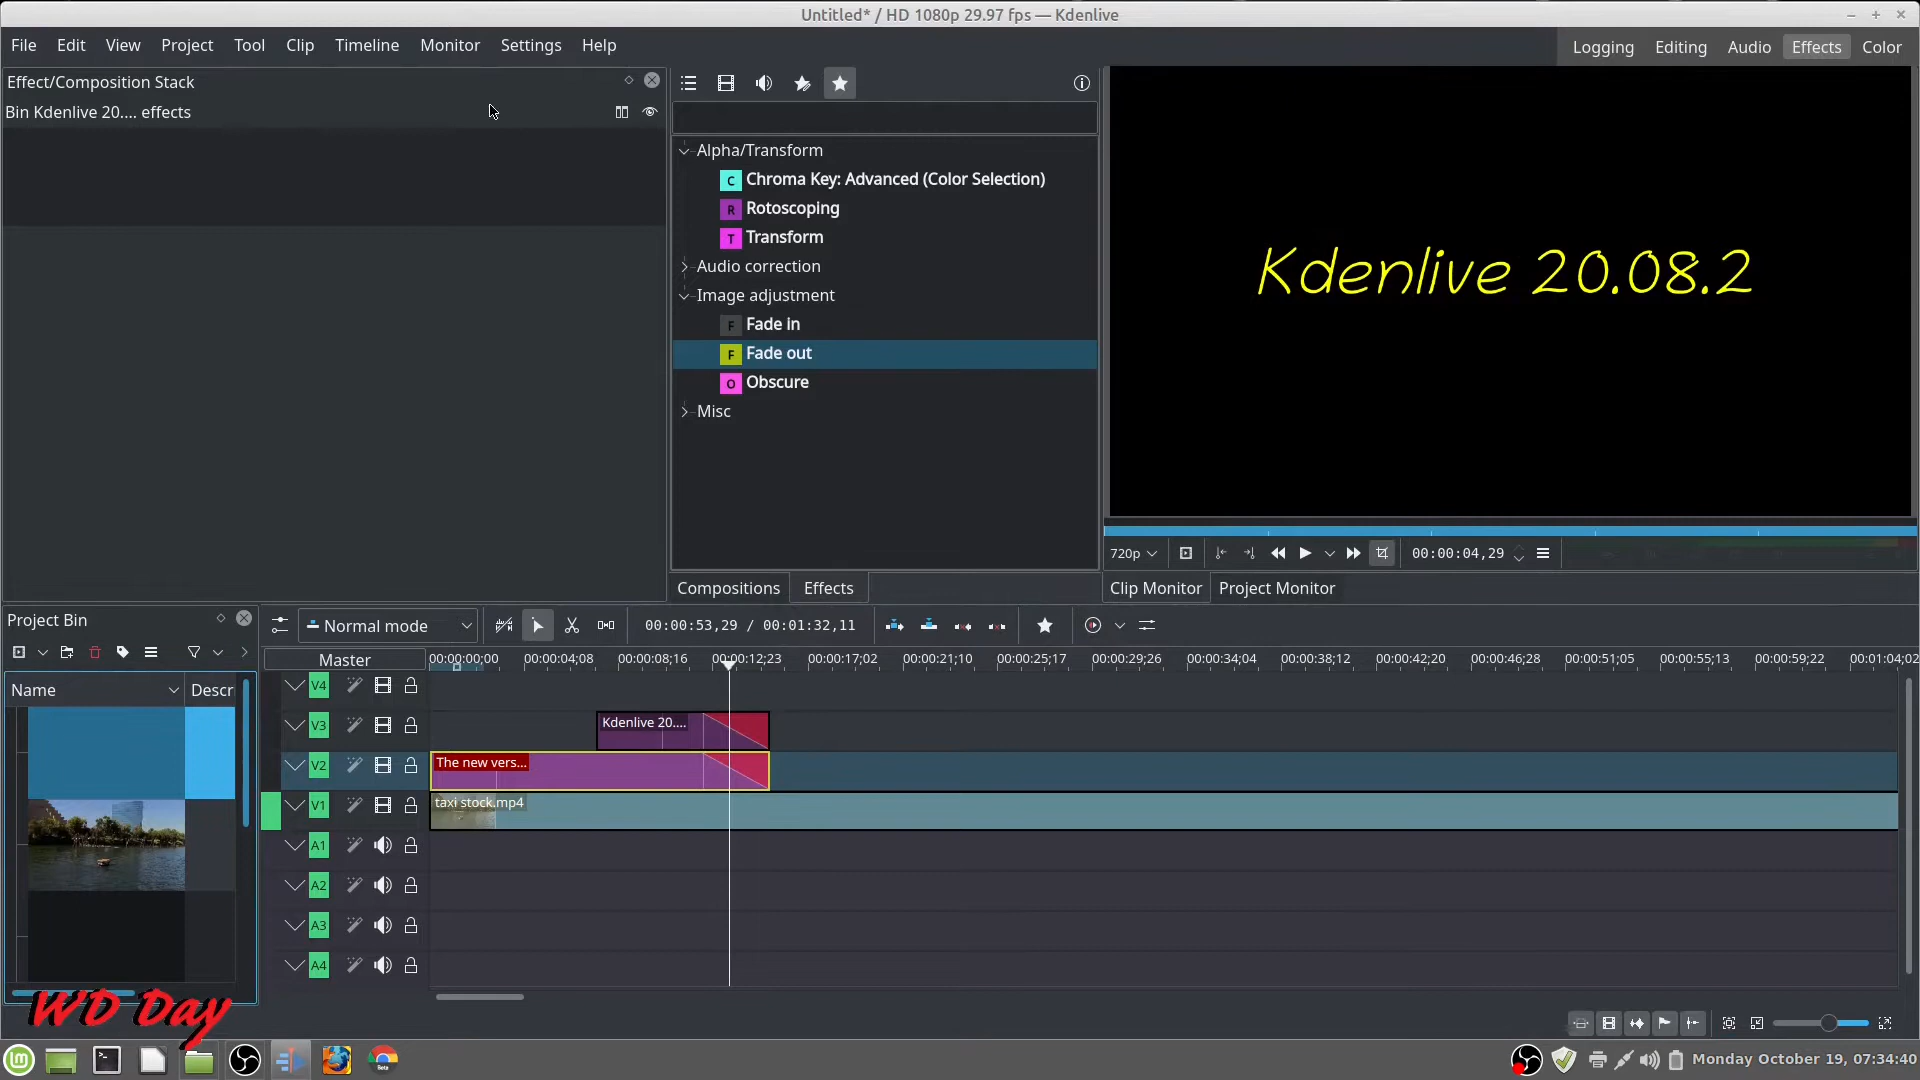 Untitled* / HD 1080p 29.97 fps — Kdenlive
File Edit View Project Tool Clip Timeline Monitor Settings Help
Logging Editing Audio Effects Color
Effect/Composition Stack
Bin Kdenlive 20.... effects
Alpha/Transform
C Chroma Key: Advanced (Color Selection)
R Rotoscoping
T Transform
Audio correction
Image adjustment
F Fade in
F Fade out
O Obscure
Misc
Compositions Effects
Kdenlive 20.08.2
720p 00:00:04,29
Clip Monitor Project Monitor
Project Bin
Name Descr
Normal mode 00:00:53,29 / 00:01:32,11
Master 00:00:00;00 00:00:04;08 00:00:08;16 00:00:12;23 00:00:17;02 00:00:21;10 00:00:25;17 00:00:29;26 00:00:34;04 00:00:38;12 00:00:42;20 00:00:46;28 00:00:51;05 00:00:55;13 00:00:59;22 00:01:04;02
V4
V3 Kdenlive 20....
V2 The new vers...
V1 taxi stock.mp4
A1
A2
A3
A4
WD Day
Beta
Monday October 19, 07:34:40